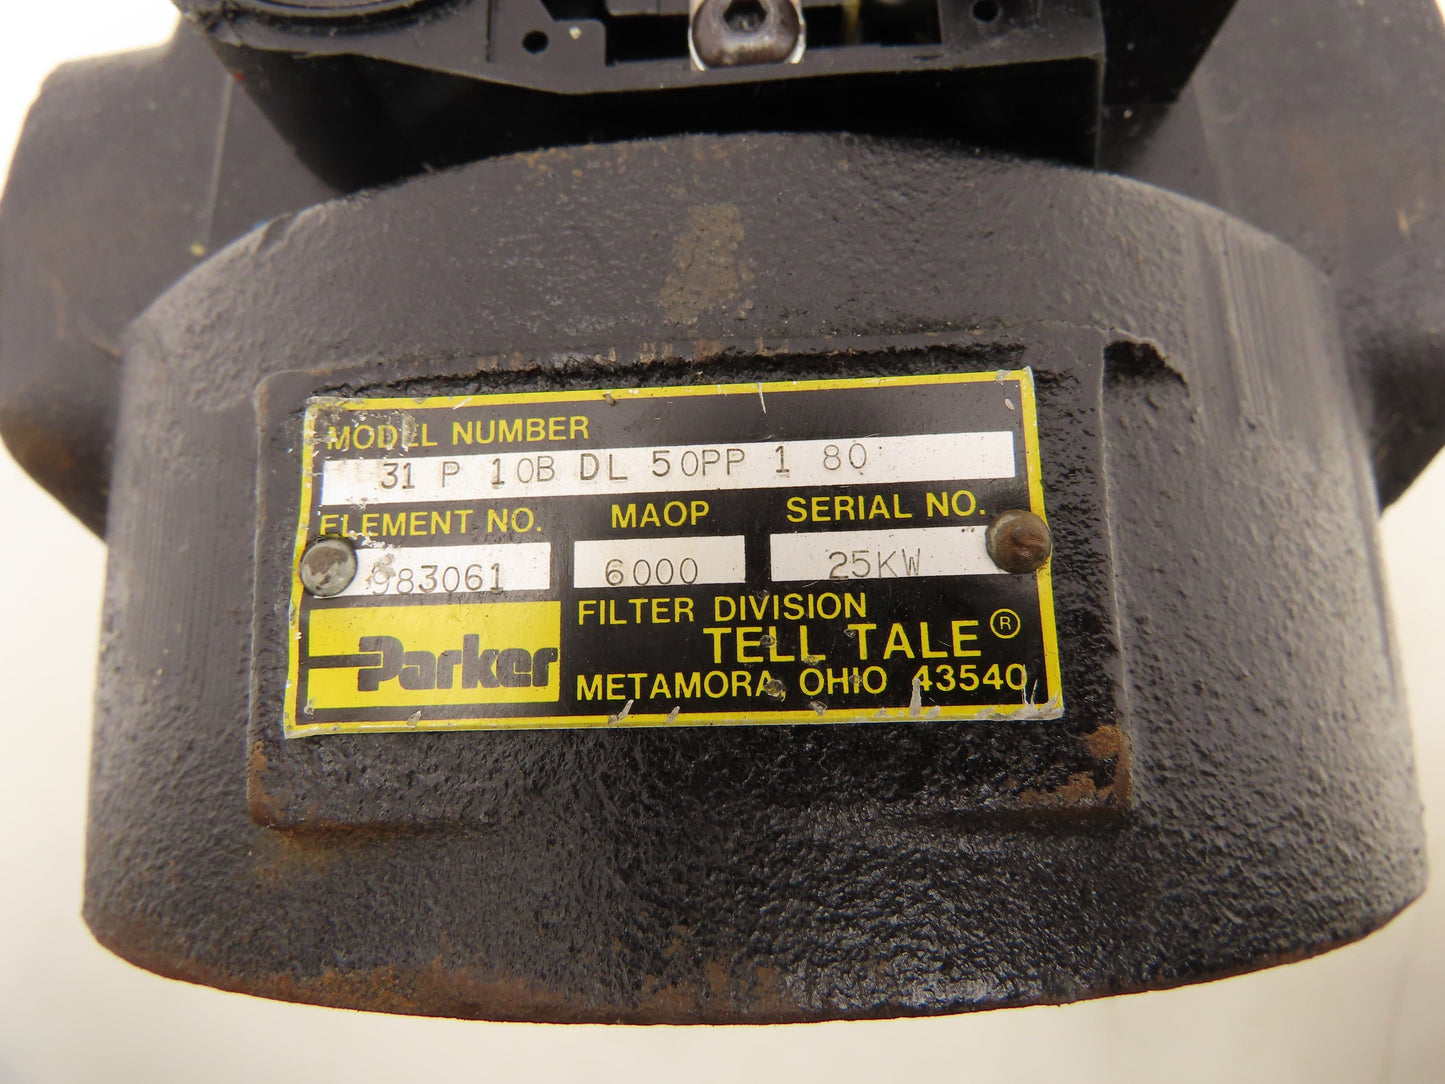 MODEL NUMBER
31 P 10B DL 50PP 1 80
ELEMENT NO. MAOP SERIAL NO.
983061 6000 25KW
Parker
FILTER DIVISION
TELL TALE ®
METAMORA, OHIO 43540